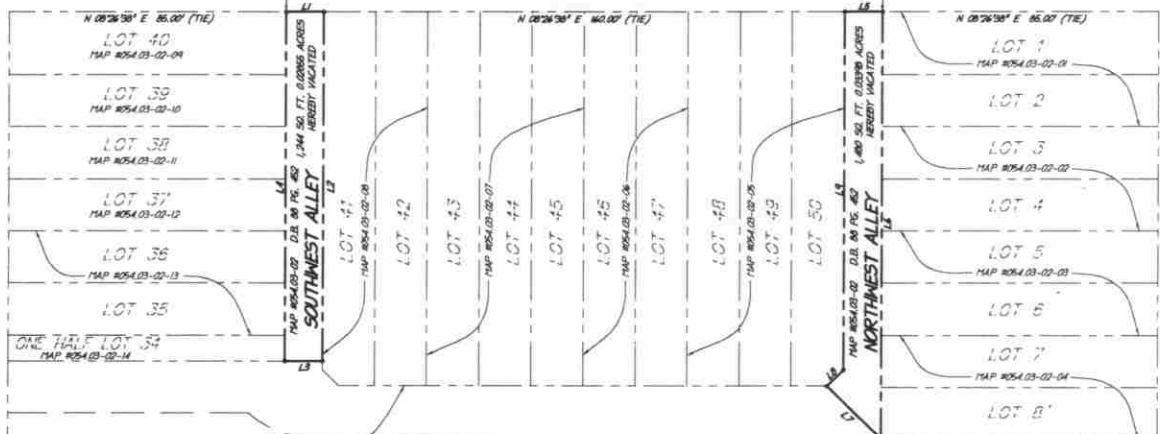 N 08°26'38" E 85.00' (TIE)
L1
N 08°26'38" E 160.00' (TIE)
L5
N 08°26'38" E 85.00' (TIE)
LOT 40
MAP #054.03-02-09
LOT 39
MAP #054.03-02-10
LOT 38
MAP #054.03-02-11
LOT 37
MAP #054.03-02-12
LOT 36
MAP #054.03-02-13
LOT 35
ONE HALF LOT 34
MAP #054.03-02-14
L4
MAP #054.03-02 D.B. 88 PG. 452 1,244 SQ. FT. 0.02855 ACRES
SOUTHWEST ALLEY HEREBY VACATED
L2
L3
LOT 41
MAP #054.03-02-08
LOT 42
LOT 43
MAP #054.03-02-07
LOT 44
LOT 45
LOT 46
MAP #054.03-02-06
LOT 47
LOT 48
MAP #054.03-02-05
LOT 49
LOT 50
L9
MAP #054.03-02 D.B. 88 PG. 452 1,480 SQ. FT. 0.03398 ACRES
NORTHWEST ALLEY HEREBY VACATED
L6
L8
L7
LOT 1
MAP #054.03-02-01
LOT 2
LOT 3
MAP #054.03-02-02
LOT 4
LOT 5
MAP #054.03-02-03
LOT 6
LOT 7
MAP #054.03-02-04
LOT 8